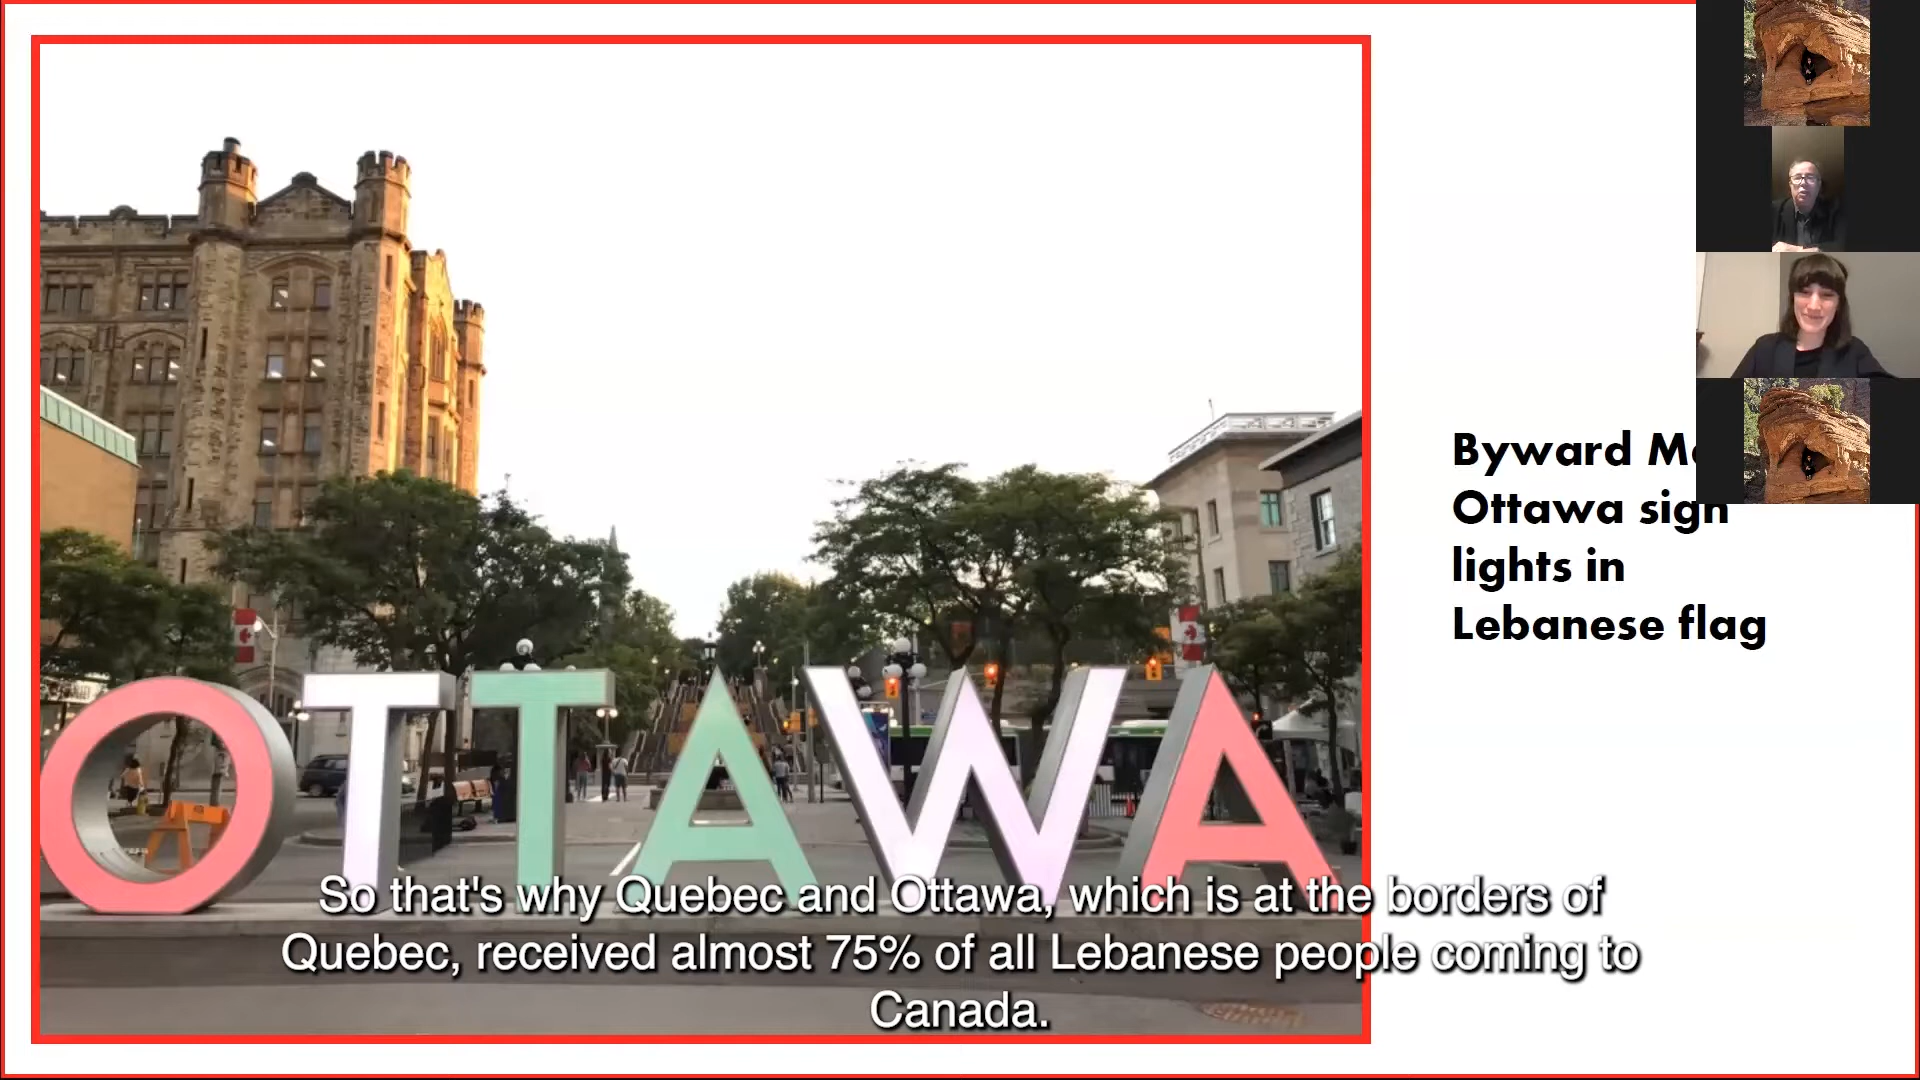 Byward
Ottawa sign
lights in
Lebanese flag
OTTAWA
So that's why Quebec and Ottawa, which is at the borders of
Quebec, received almost 75% of all Lebanese people coming to
Canada.